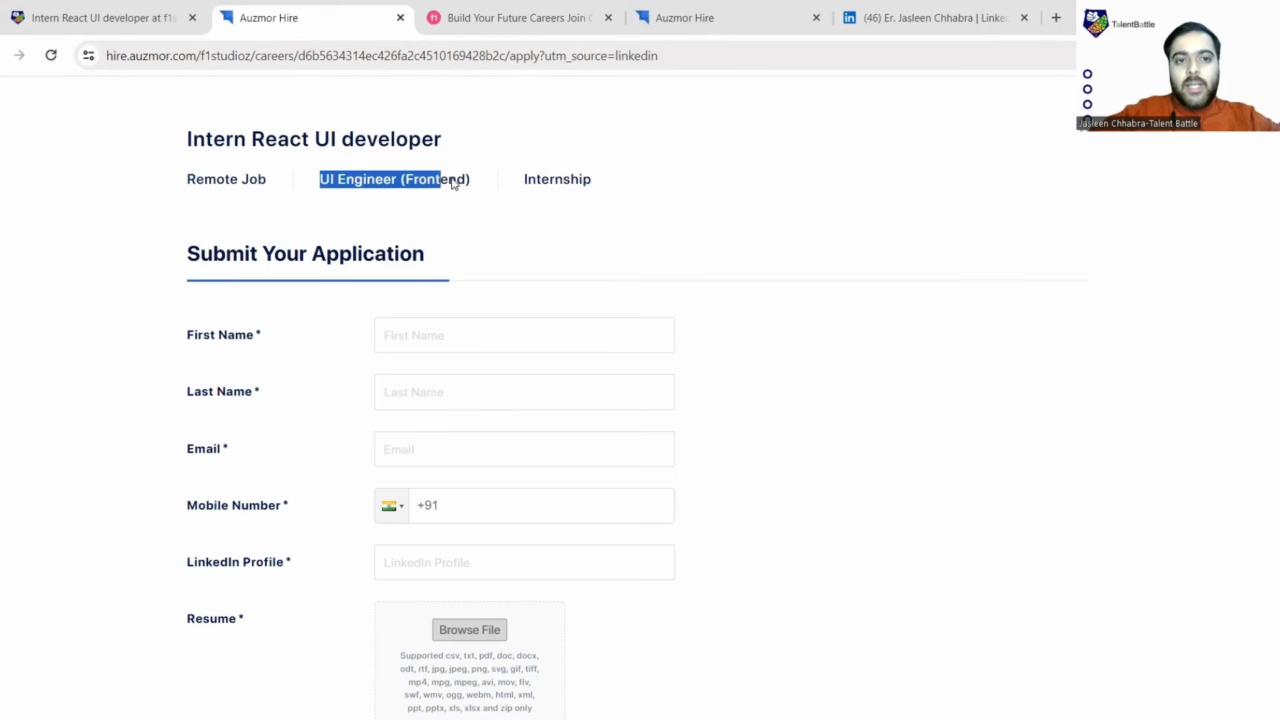 Intern React UI developer at f1s
Auzmor Hire
Build Your Future Careers Join C
Auzmor Hire
(46) Er. Jasleen Chhabra | Linke
TalentBattle
hire.auzmor.com/f1studioz/careers/d6b5634314ec426fa2c4510169428b2c/apply?utm_source=linkedin
Jasleen Chhabra-Talent Battle
Intern React UI developer
Remote Job
UI Engineer (Frontend)
Internship
Submit Your Application
First Name *
First Name
Last Name *
Last Name
Email *
Email
Mobile Number *
+91
LinkedIn Profile *
LinkedIn Profile
Resume *
Browse File
Supported csv, txt, pdf, doc, docx,
odt, rtf, jpg, jpeg, png, svg, gif, tiff,
mp4, mpg, mpeg, avi, mov, flv,
swf, wmv, ogg, webm, html, xml,
ppt, pptx, xls, xlsx and zip only